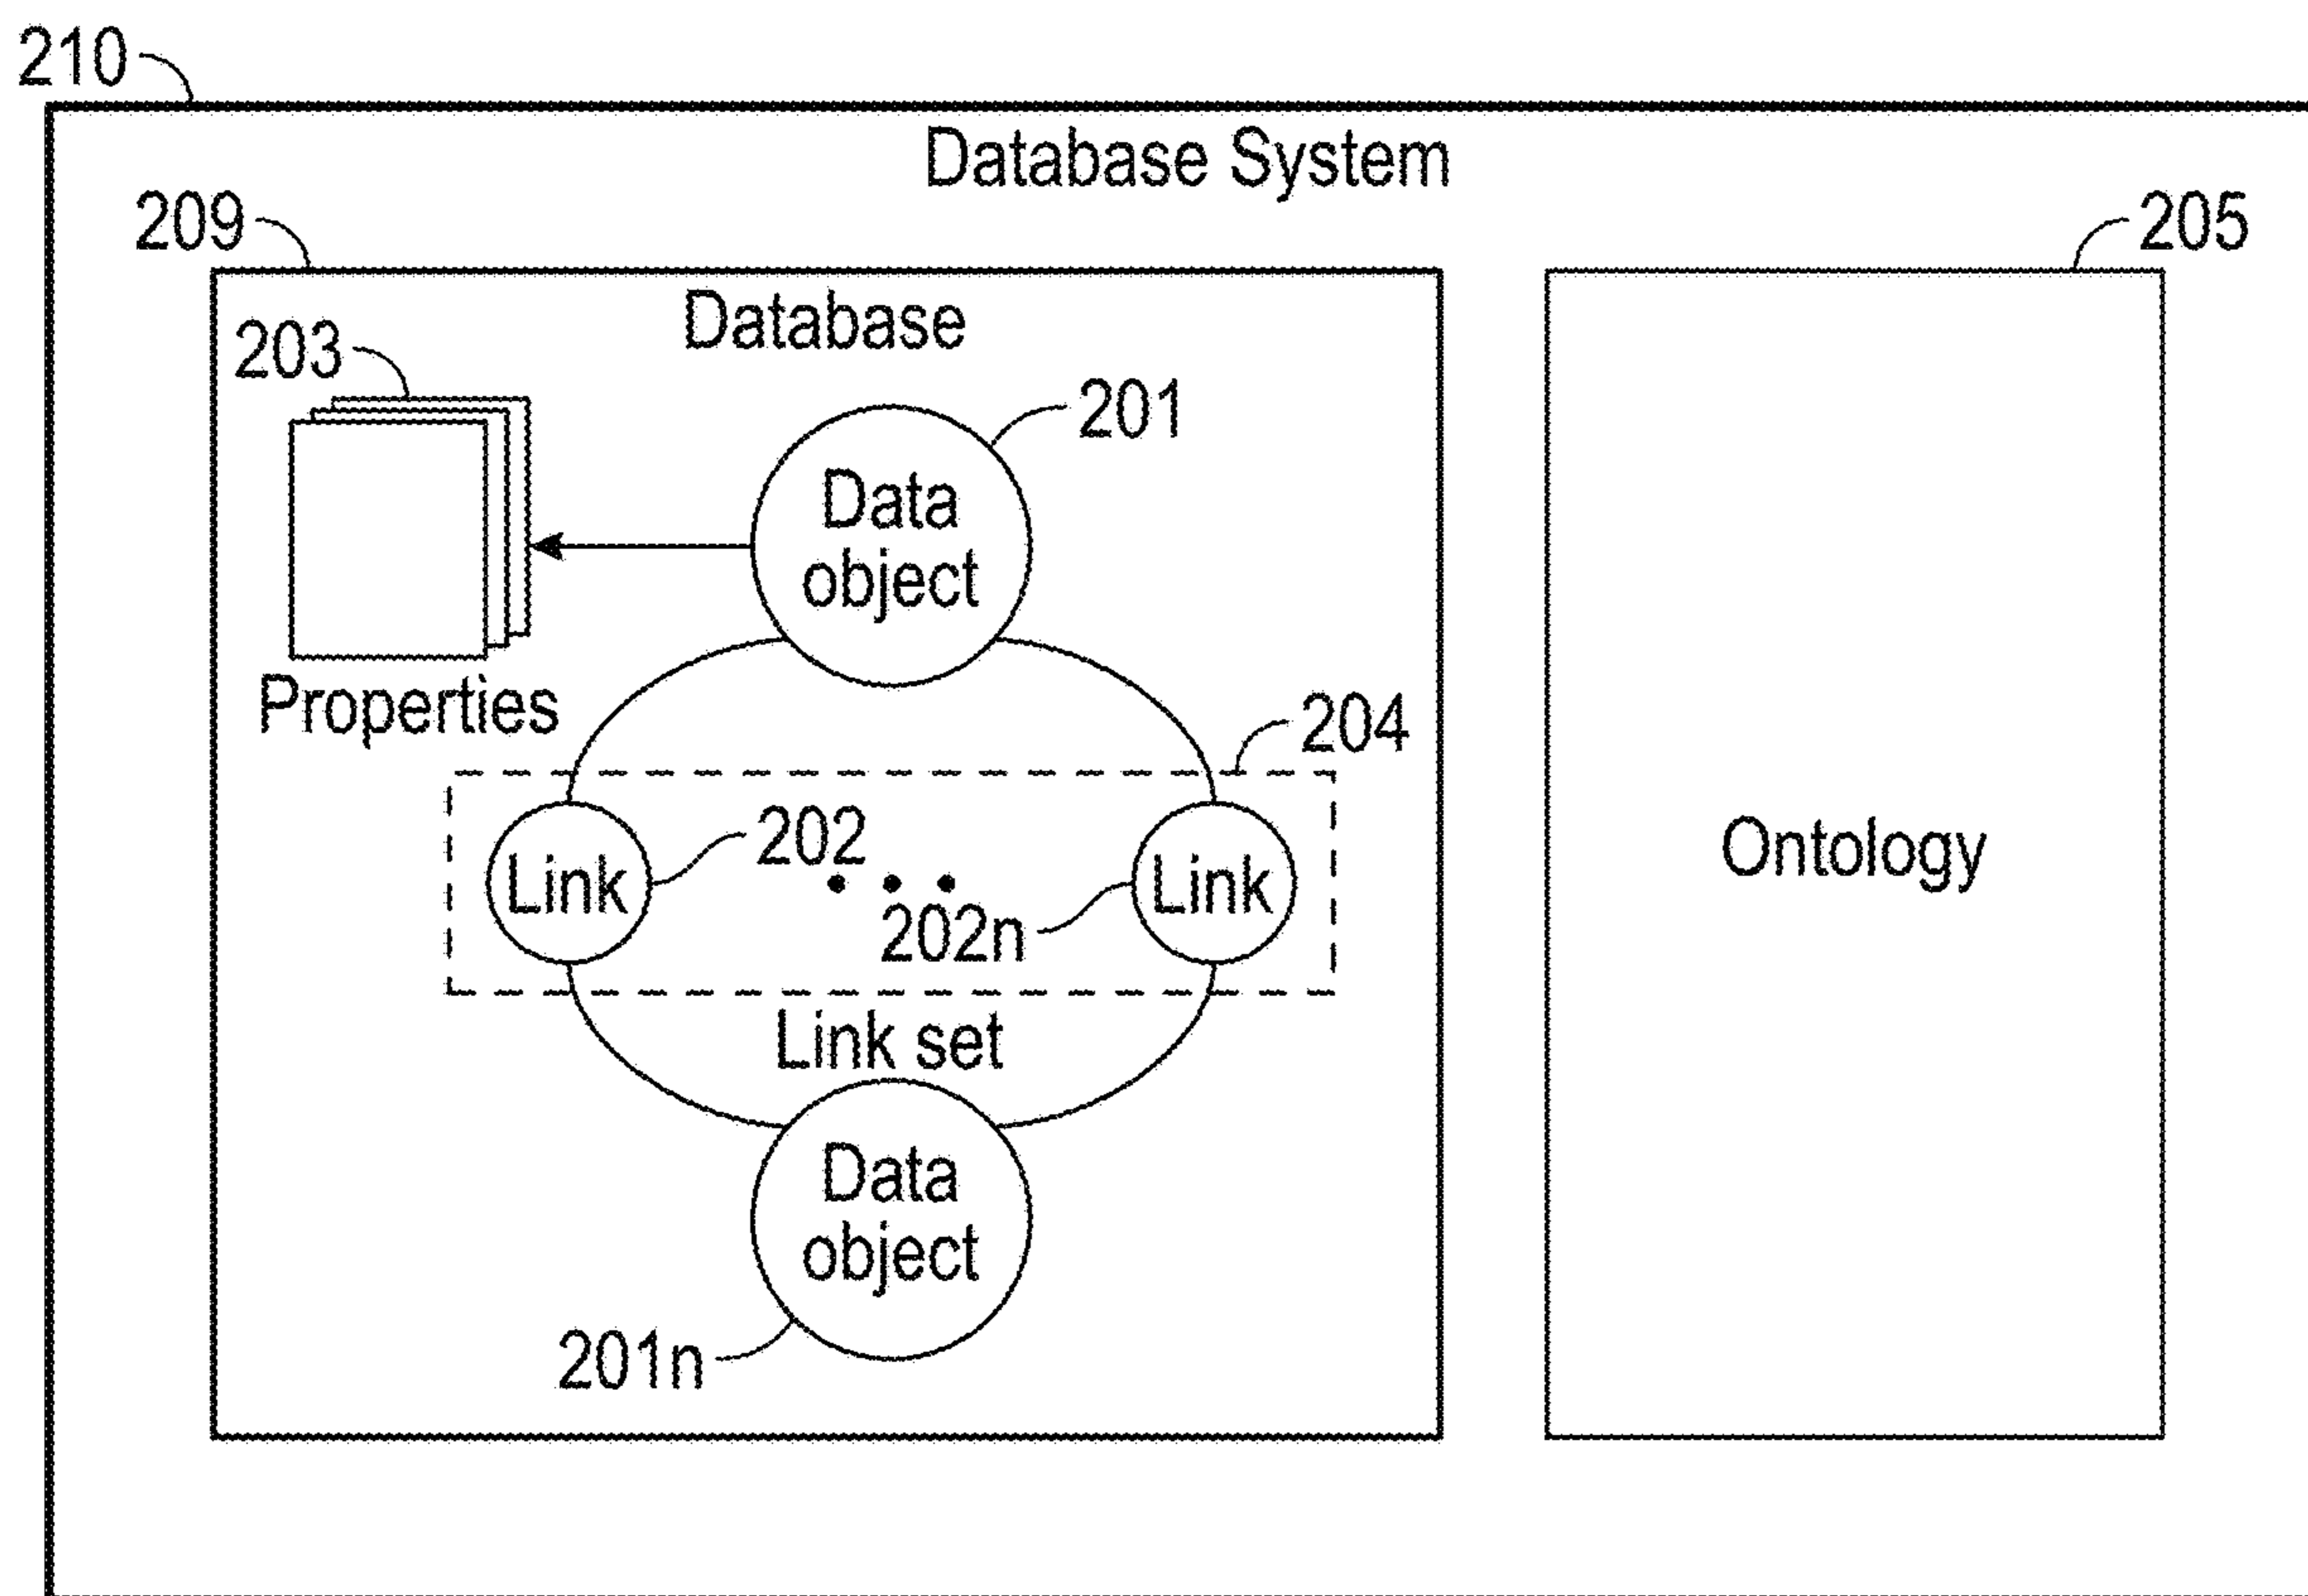 210
Database System
209
205
Database
203
201
Data
object
Properties
204
202
Link
Link
202n
Link set
Data
object
201n
Ontology